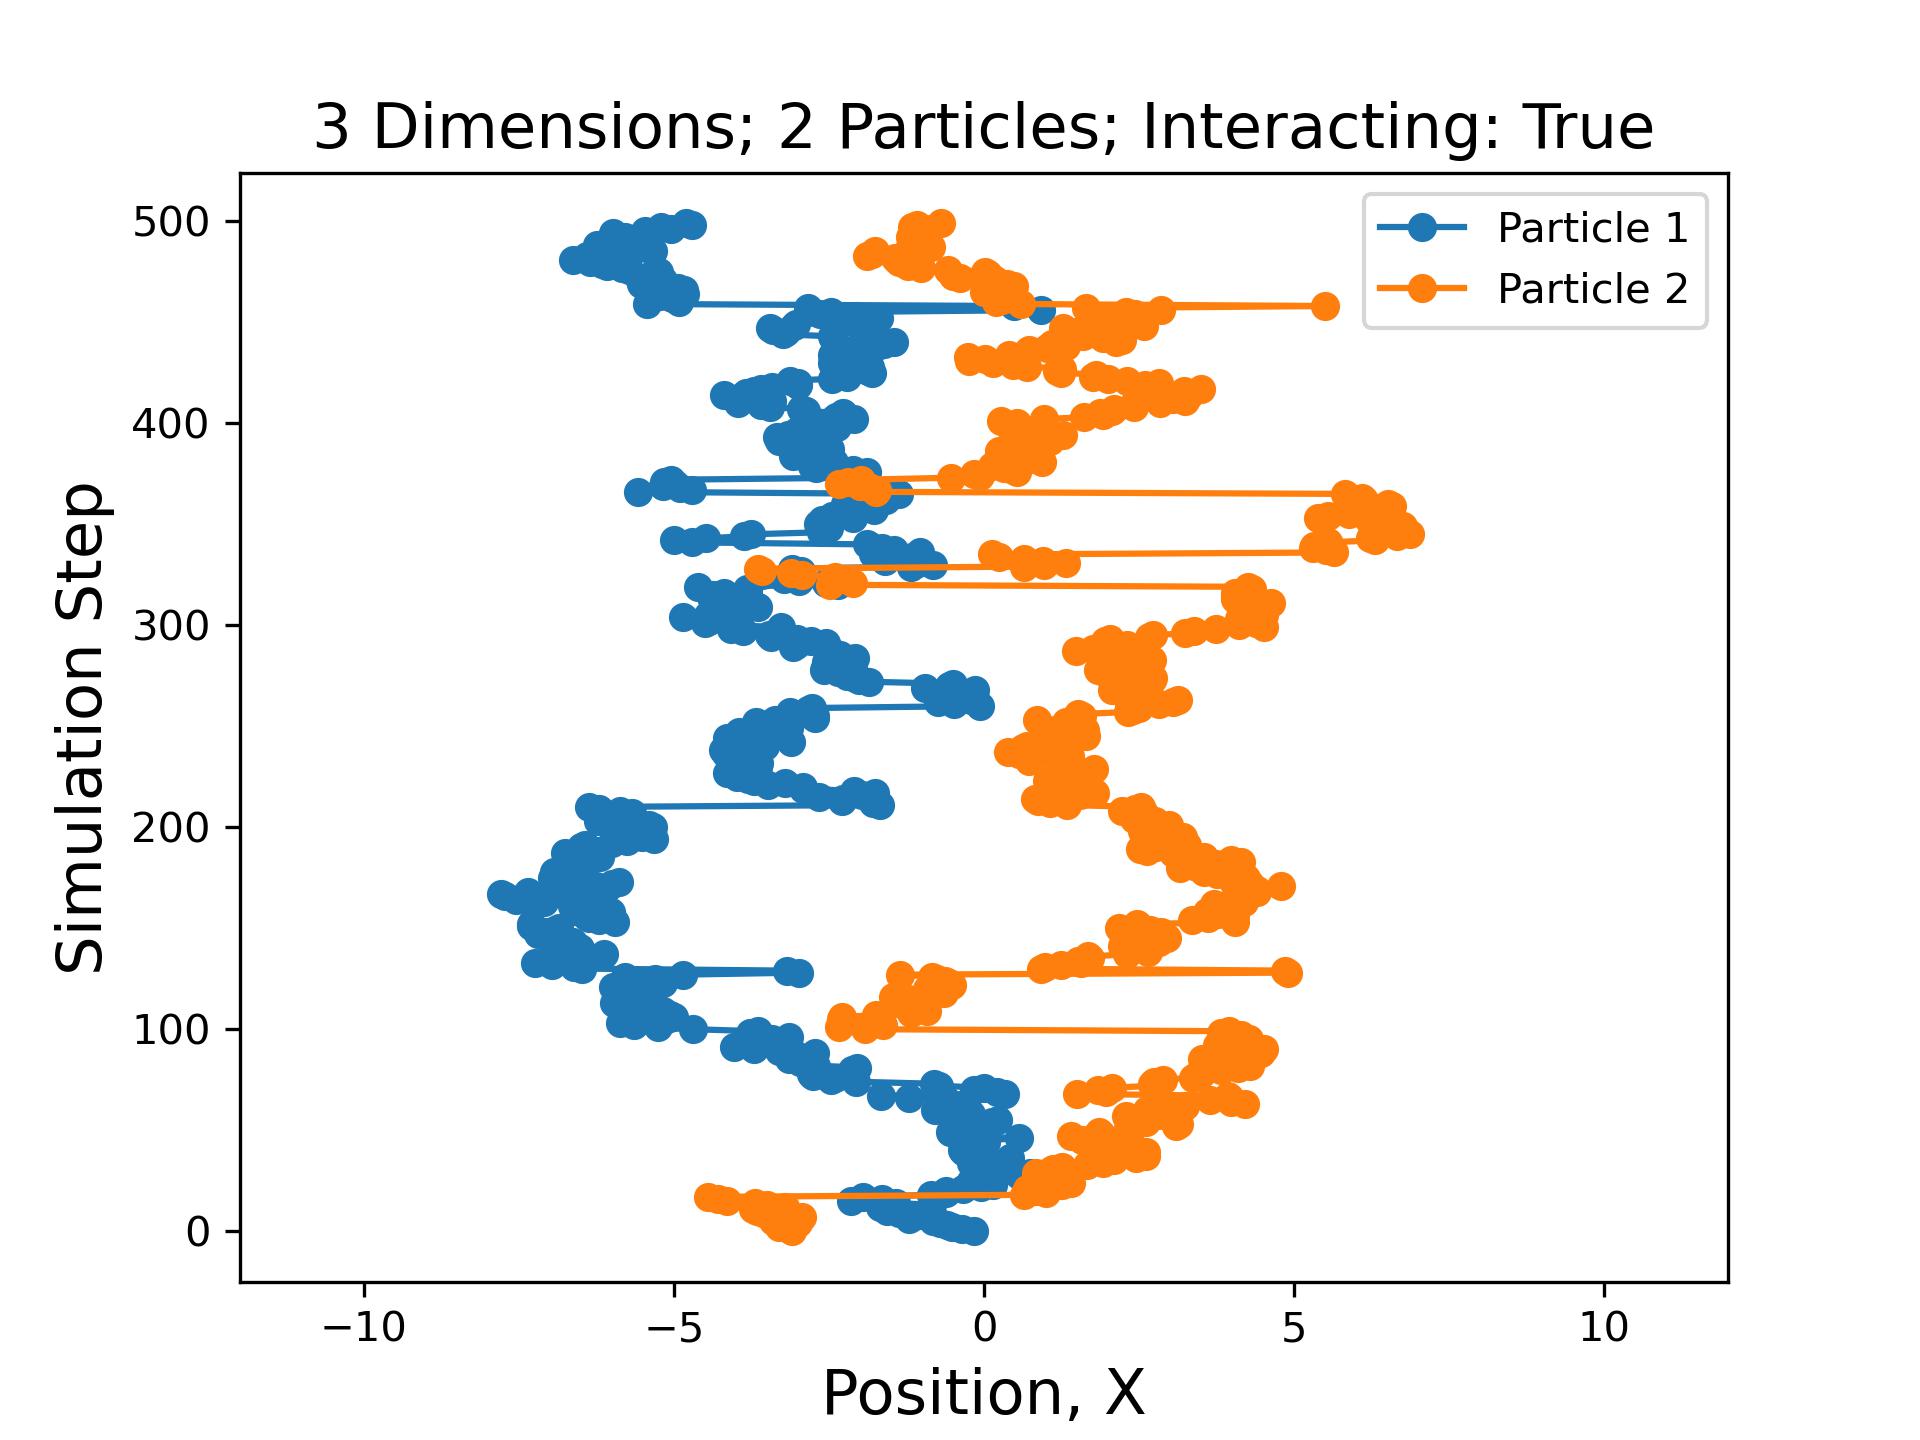 3 Dimensions; 2 Particles; Interacting: True
Particle 1
Particle 2
Simulation Step
500
400
300
200
100
0
−10
−5
0
5
10
Position, X